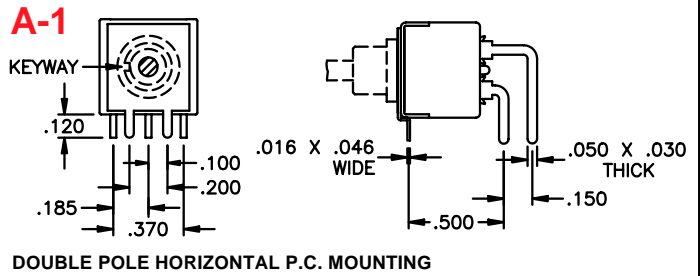 A-1
KEYWAY
.120
.100
.200
.185
.370
.016 X .046
WIDE
.050 X .030
THICK
.150
.500
DOUBLE POLE HORIZONTAL P.C. MOUNTING